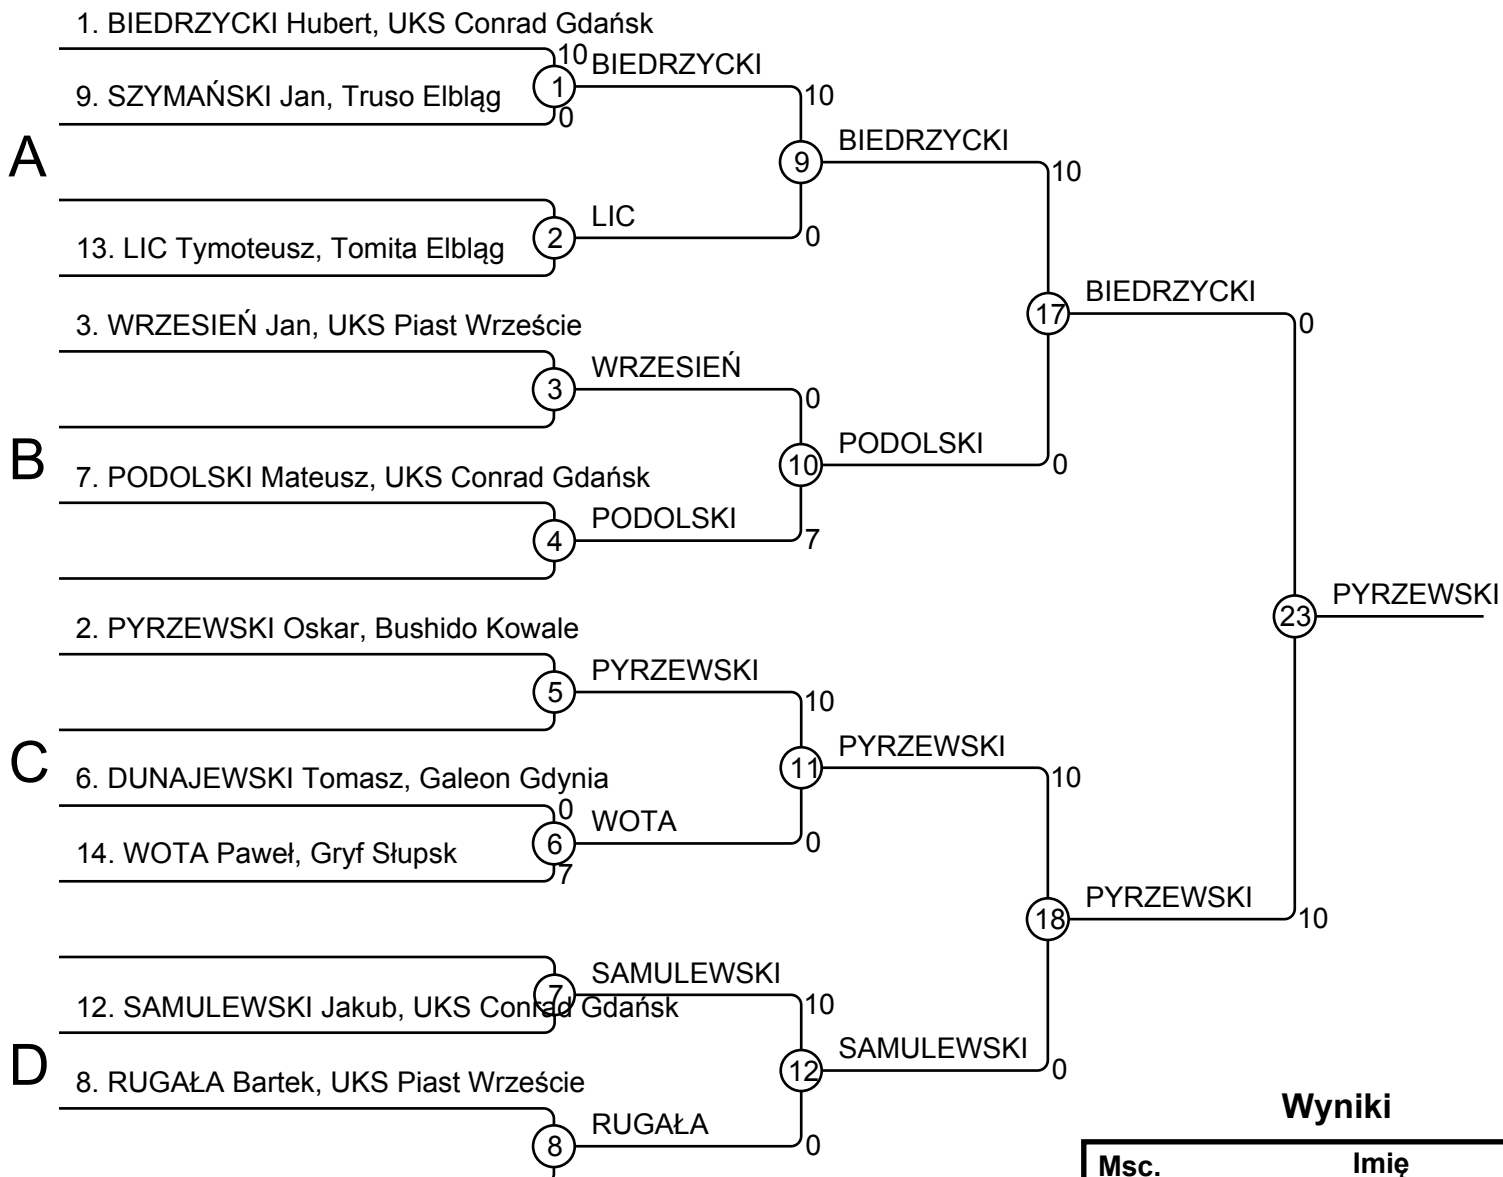 1. BIEDRZYCKI Hubert, UKS Conrad Gdańsk
10
BIEDRZYCKI
1
9. SZYMAŃSKI Jan, Truso Elbląg
0
10
A
9
BIEDRZYCKI
10
LIC
2
13. LIC Tymoteusz, Tomita Elbląg
0
3. WRZESIEŃ Jan, UKS Piast Wrzeście
17
BIEDRZYCKI
0
WRZESIEŃ
3
0
B
10
PODOLSKI
0
7. PODOLSKI Mateusz, UKS Conrad Gdańsk
PODOLSKI
4
7
2. PYRZEWSKI Oskar, Bushido Kowale
23
PYRZEWSKI
PYRZEWSKI
5
10
C
11
PYRZEWSKI
10
6. DUNAJEWSKI Tomasz, Galeon Gdynia
0
WOTA
6
14. WOTA Paweł, Gryf Słupsk
7
0
18
PYRZEWSKI
10
SAMULEWSKI
7
12. SAMULEWSKI Jakub, UKS Conrad Gdańsk
10
D
12
SAMULEWSKI
0
8. RUGAŁA Bartek, UKS Piast Wrzeście
RUGAŁA
8
0
Wyniki
Msc. Imię